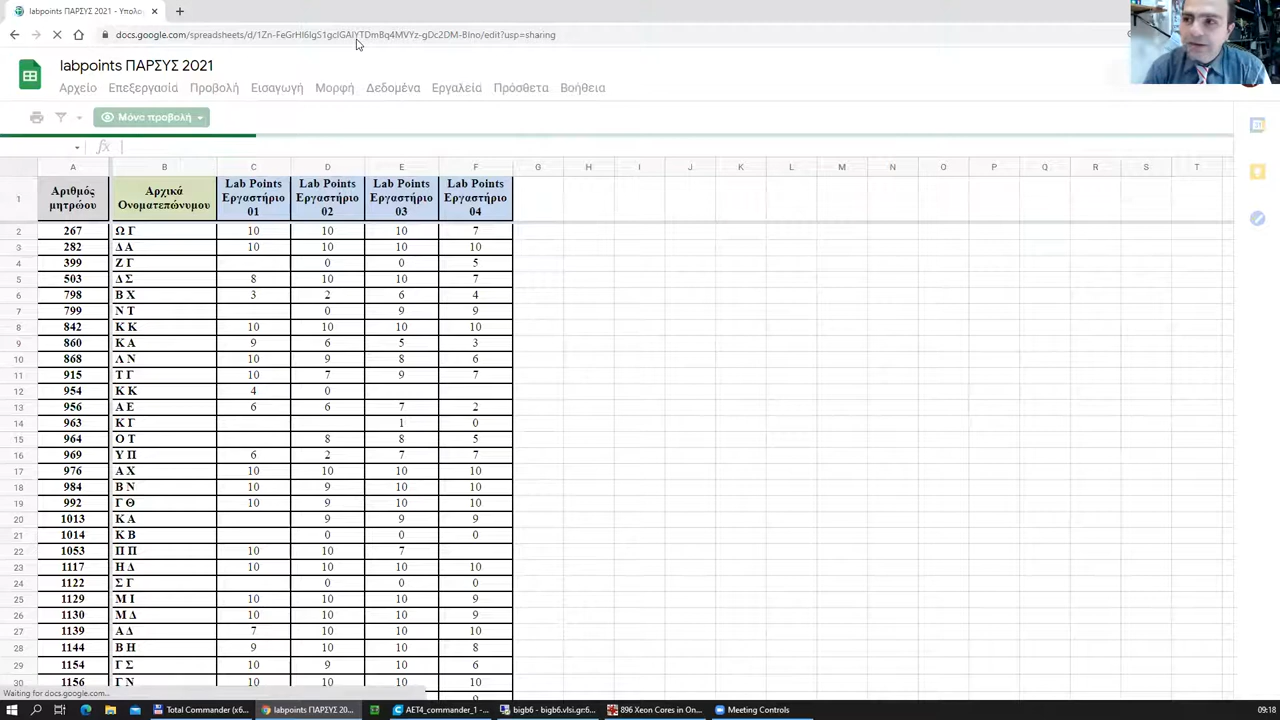 labpoints ΠΑΡΣΥΣ 2021 - Υπολο
docs.google.com/spreadsheets/d/
edit?usp=sharing
labpoints ΠΑΡΣΥΣ 2021
Αρχείο Επεξεργασία Προβολή Εισαγωγή Μορφή Δεδομένα Εργαλεία Πρόσθετα Βοήθεια
Μόνο προβολή
fx
A B C D E F G H I J K L M N O P Q R S T
1 Αριθμός μητρώου Αρχικά Ονοματεπώνυμου Lab Points Εργαστήριο 01 Lab Points Εργαστήριο 02 Lab Points Εργαστήριο 03 Lab Points Εργαστήριο 04
2 267 Ω Γ 10 10 10 7
3 282 Δ Α 10 10 10 10
4 399 Ζ Γ 0 0 5
5 503 Δ Σ 8 10 10 7
6 798 Β Χ 3 2 6 4
7 799 Ν Τ 0 9 9
8 842 Κ Κ 10 10 10 10
9 860 Κ Α 9 6 5 3
10 868 Λ Ν 10 9 8 6
11 915 Τ Γ 10 7 9 7
12 954 Κ Κ 4 0
13 956 Α Ε 6 6 7 2
14 963 Κ Γ 1 0
15 964 Ο Τ 8 8 5
16 969 Υ Π 6 2 7 7
17 976 Α Χ 10 10 10 10
18 984 Β Ν 10 9 10 10
19 992 Γ Θ 10 9 10 10
20 1013 Κ Α 9 9 9
21 1014 Κ Β 0 0 0
22 1053 Π Π 10 10 7
23 1117 Η Δ 10 10 10 10
24 1122 Σ Γ 0 0 0
25 1129 Μ Ι 10 10 10 9
26 1130 Μ Δ 10 10 10 9
27 1139 Α Δ 7 10 10 10
28 1144 Β Η 9 10 10 8
29 1154 Γ Σ 10 9 10 6
30 1156 Γ Ν 10 10 10 10
Waiting for docs.google.com...
Total Commander (x6... labpoints ΠΑΡΣΥΣ 20... AET4_commander_1 - ... bigb6 - bigb6.vlsi.gr:6... 896 Xeon Cores in On... Meeting Controls 09:18